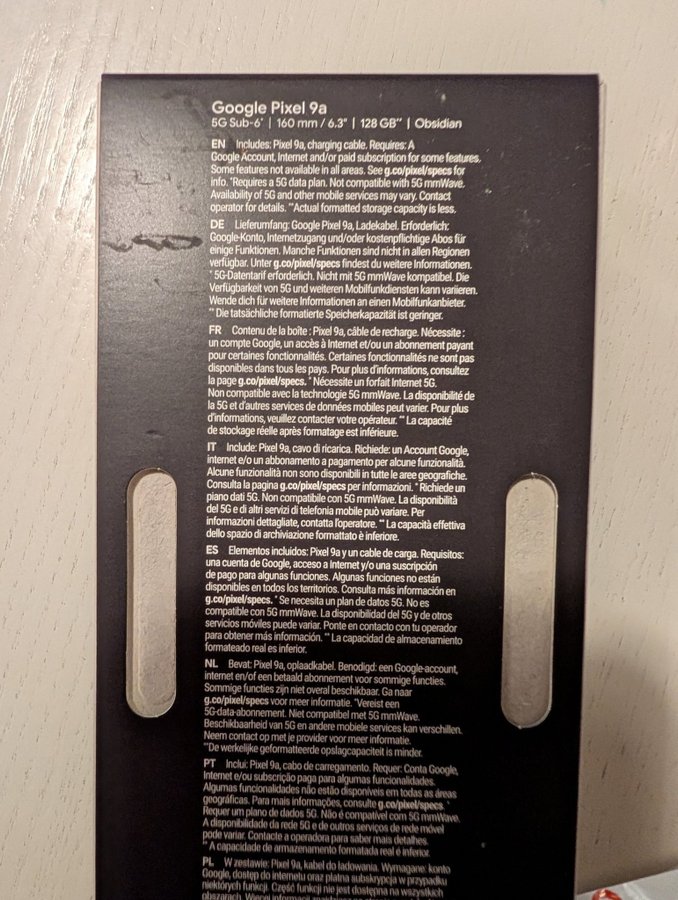 Google Pixel 9a
5G Sub-6* | 160 mm / 6.3" | 128 GB** | Obsidian
EN Includes: Pixel 9a, charging cable. Requires: A
Google Account, Internet and/or paid subscription for some features.
Some features not available in all areas. See g.co/pixel/specs for
info. *Requires a 5G data plan. Not compatible with 5G mmWave.
Availability of 5G and other mobile services may vary. Contact
operator for details. **Actual formatted storage capacity is less.
DE Lieferumfang: Google Pixel 9a, Ladekabel. Erforderlich:
Google-Konto, Internetzugang und/oder kostenpflichtige Abos für
einige Funktionen. Manche Funktionen sind nicht in allen Regionen
verfügbar. Unter g.co/pixel/specs findest du weitere Informationen.
* 5G-Datentarif erforderlich. Nicht mit 5G mmWave kompatibel. Die
Verfügbarkeit von 5G und weiteren Mobilfunkdiensten kann variieren.
Wende dich für weitere Informationen an einen Mobilfunkanbieter.
** Die tatsächliche formatierte Speicherkapazität ist geringer.
FR Contenu de la boîte : Pixel 9a, câble de recharge. Nécessite :
un compte Google, un accès à Internet et/ou un abonnement payant
pour certaines fonctionnalités. Certaines fonctionnalités ne sont pas
disponibles dans tous les pays. Pour plus d'informations, consultez
la page g.co/pixel/specs. * Nécessite un forfait Internet 5G.
Non compatible avec la technologie 5G mmWave. La disponibilité de
la 5G et d'autres services de données mobiles peut varier. Pour plus
d'informations, veuillez contacter votre opérateur. ** La capacité
de stockage réelle après formatage est inférieure.
IT Include: Pixel 9a, cavo di ricarica. Richiede: un Account Google,
internet e/o un abbonamento a pagamento per alcune funzionalità.
Alcune funzionalità non sono disponibili in tutte le aree geografiche.
Consulta la pagina g.co/pixel/specs per informazioni. * Richiede un
piano dati 5G. Non compatibile con 5G mmWave. La disponibilità
del 5G e di altri servizi di telefonia mobile può variare. Per
informazioni dettagliate, contatta l'operatore. ** La capacità effettiva
dello spazio di archiviazione formattato è inferiore.
ES Elementos incluidos: Pixel 9a y un cable de carga. Requisitos:
una cuenta de Google, acceso a Internet y/o una suscripción
de pago para algunas funciones. Algunas funciones no están
disponibles en todos los territorios. Consulta más información en
g.co/pixel/specs. * Se necesita un plan de datos 5G. No es
compatible con 5G mmWave. La disponibilidad del 5G y de otros
servicios móviles puede variar. Ponte en contacto con tu operador
para obtener más información. ** La capacidad de almacenamiento
formateado real es inferior.
NL Bevat: Pixel 9a, oplaadkabel. Benodigd: een Google-account,
internet en/of een betaald abonnement voor sommige functies.
Sommige functies zijn niet overal beschikbaar. Ga naar
g.co/pixel/specs voor meer informatie. *Vereist een
5G-data-abonnement. Niet compatibel met 5G mmWave.
Beschikbaarheid van 5G en andere mobiele services kan verschillen.
Neem contact op met je provider voor meer informatie.
**De werkelijke geformatteerde opslagcapaciteit is minder.
PT Inclui: Pixel 9a, cabo de carregamento. Requer: Conta Google,
Internet e/ou subscrição paga para algumas funcionalidades.
Algumas funcionalidades não estão disponíveis em todas as áreas
geográficas. Para mais informações, consulte g.co/pixel/specs. *
Requer um plano de dados 5G. Não é compatível com 5G mmWave.
A disponibilidade da rede 5G e de outros serviços de rede móvel
pode variar. Contacte a operadora para saber mais detalhes.
** A capacidade de armazenamento formatada real é inferior.
PL W zestawie: Pixel 9a, kabel do ładowania. Wymagane: konto
Google, dostęp do internetu oraz płatna subskrypcja w przypadku
niektórych funkcji. Część funkcji nie jest dostępna na wszystkich
obszarach. Więcej informacji